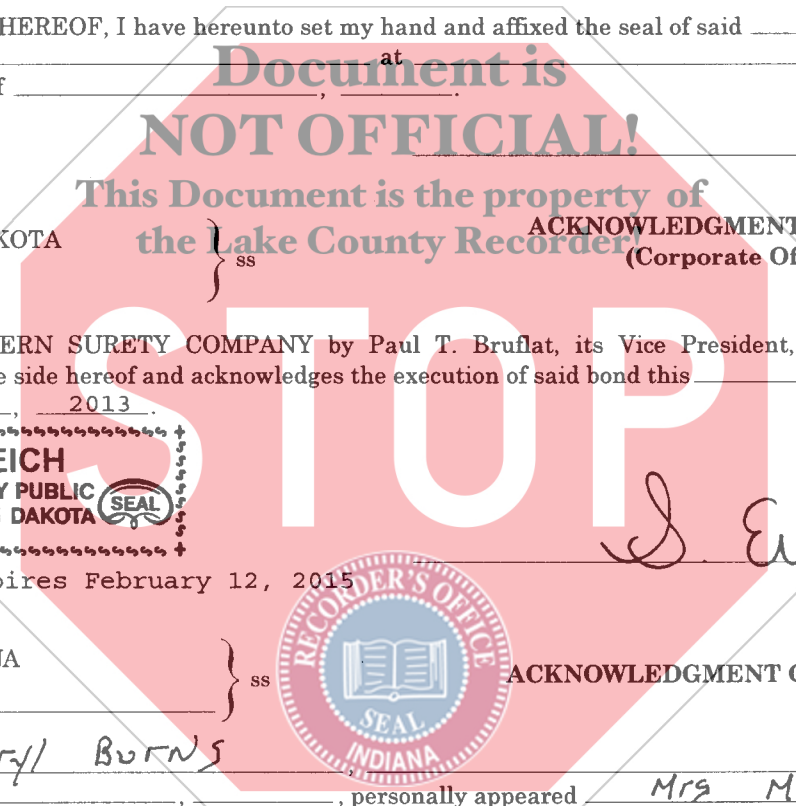 HEREOF, I have hereunto set my hand and affixed the seal of said
at
Document is
NOT OFFICIAL!
This Document is the property of
the Lake County Recorder!
STOP
KOTA } ss
ACKNOWLEDGMENT
(Corporate Of
ERN SURETY COMPANY by Paul T. Bruflat, its Vice President,
e side hereof and acknowledges the execution of said bond this
, 2013.
EICH
Y PUBLIC
DAKOTA
SEAL
S. Ei
pires February 12, 2015
RECORDER'S OFFICE
SEAL
INDIANA
NA } ss
ACKNOWLEDGMENT O
Burns
, personally appeared Mrs M